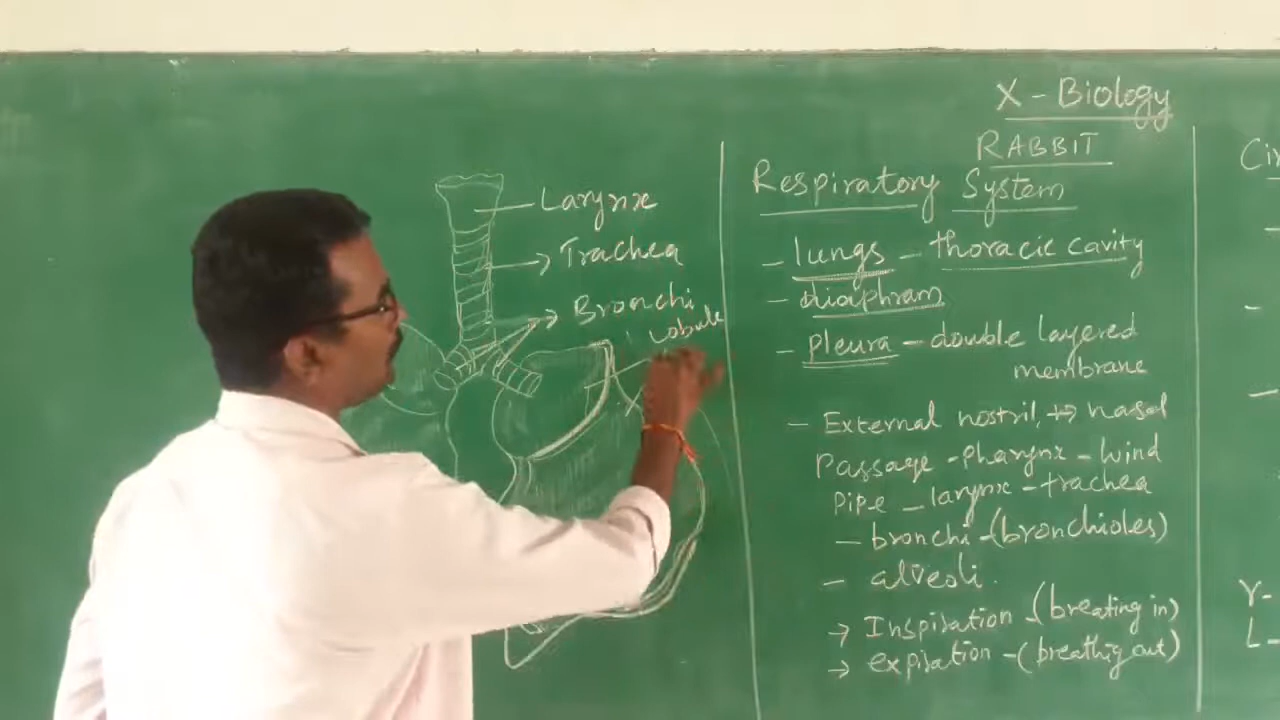 X - Biology
RABBIT
Respiratory System
- lungs - thoracic cavity
- diaphram
- pleura - double layered
membrane
- External nostril, → nasal
Passage - pharynx - wind
pipe - larynx - trachea
- bronchi - (bronchioles)
- alveoli.
→ Inspiration - (breating in)
→ expiration - (breathig out)
Larynx
Trachea
Bronchi
Lobule